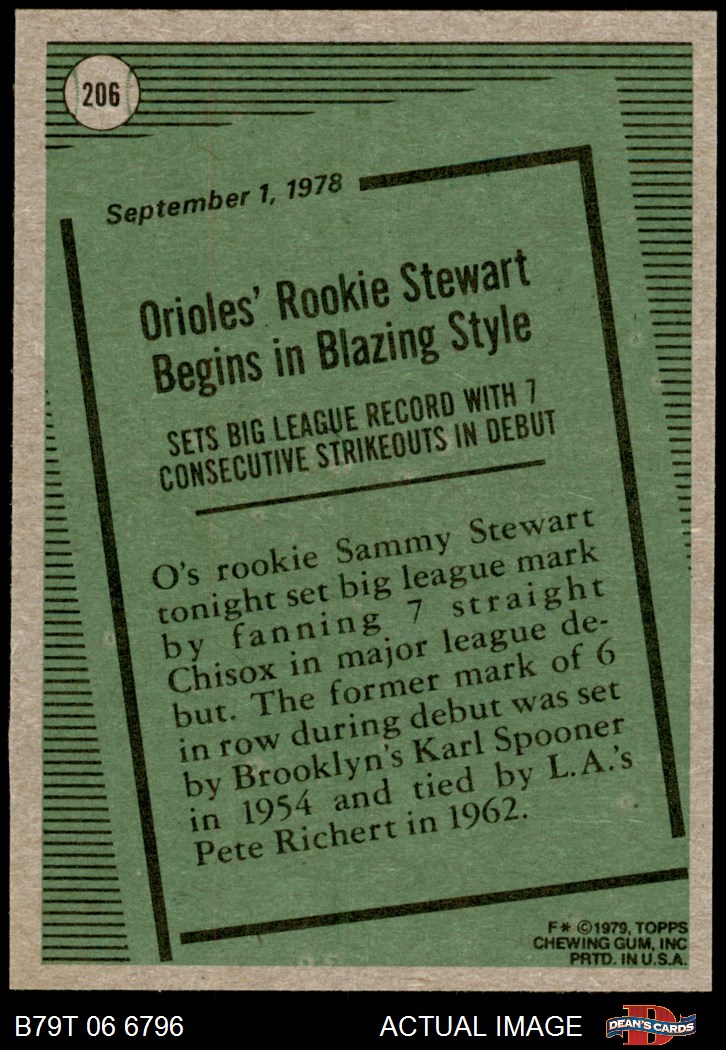 206
September 1, 1978
Orioles' Rookie Stewart
Begins in Blazing Style
SETS BIG LEAGUE RECORD WITH 7
CONSECUTIVE STRIKEOUTS IN DEBUT
O's rookie Sammy Stewart
tonight set big league mark
by fanning 7 straight
Chisox in major league de-
but. The former mark of 6
in row during debut was set
by Brooklyn's Karl Spooner
in 1954 and tied by L.A.'s
Pete Richert in 1962.
F* ©1979, TOPPS
CHEWING GUM, INC
PRTD. IN U.S.A.
B79T 06 6796 ACTUAL IMAGE DEAN'S CARDS